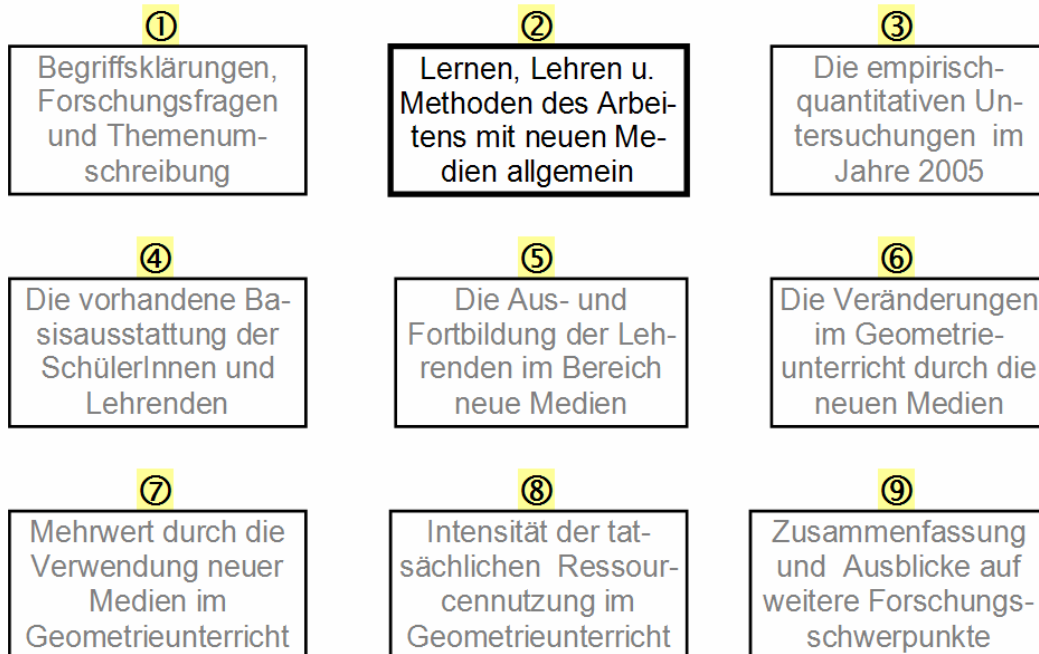 ①
Begriffsklärungen,
Forschungsfragen
und Themenum-
schreibung
②
Lernen, Lehren u.
Methoden des Arbei-
tens mit neuen Me-
dien allgemein
③
Die empirisch-
quantitativen Un-
tersuchungen im
Jahre 2005
④
Die vorhandene Ba-
sisausstattung der
SchülerInnen und
Lehrenden
⑤
Die Aus- und
Fortbildung der Leh-
renden im Bereich
neue Medien
⑥
Die Veränderungen
im Geometrie-
unterricht durch die
neuen Medien
⑦
Mehrwert durch die
Verwendung neuer
Medien im
Geometrieunterricht
⑧
Intensität der tat-
sächlichen Ressour-
cennutzung im
Geometrieunterricht
⑨
Zusammenfassung
und Ausblicke auf
weitere Forschungs-
schwerpunkte